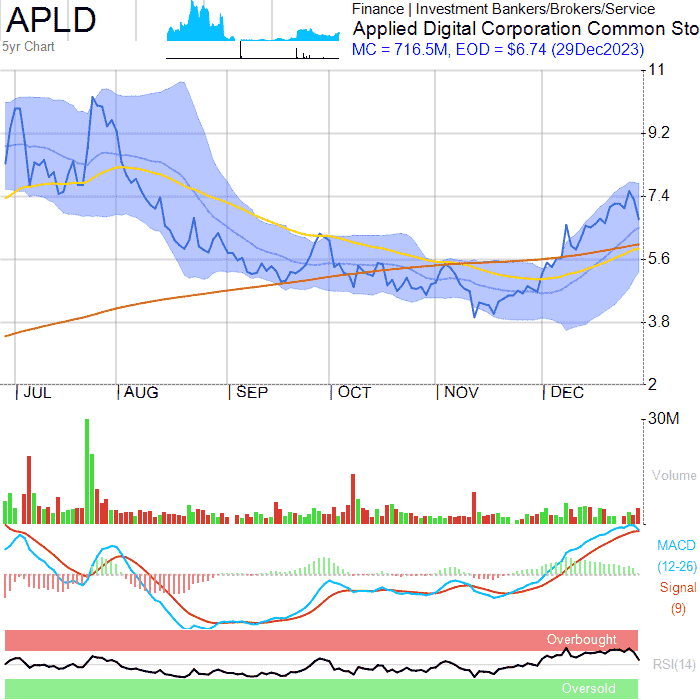 APLD
5yr Chart
Finance | Investment Bankers/Brokers/Service
Applied Digital Corporation Common Sto
MC = 716.5M, EOD = $6.74 (29Dec2023)
11
9.2
7.4
5.6
3.8
2
JUL AUG SEP OCT NOV DEC
30M
Volume
MACD
(12-26)
Signal
(9)
Overbought
RSI(14)
Oversold